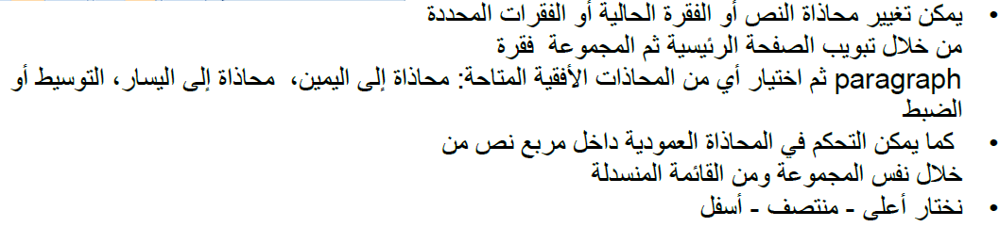 • يمكن تغيير محاذاة النص أو الفقرة الحالية أو الفقرات المحددة
من خلال تبويب الصفحة الرئيسية ثم المجموعة فقرة
paragraph ثم اختيار أي من المحاذات الأفقية المتاحة: محاذاة إلى اليمين، محاذاة إلى اليسار، التوسيط أو
الضبط
• كما يمكن التحكم في المحاذاة العمودية داخل مربع نص من
خلال نفس المجموعة ومن القائمة المنسدلة
• نختار أعلى - منتصف - أسفل